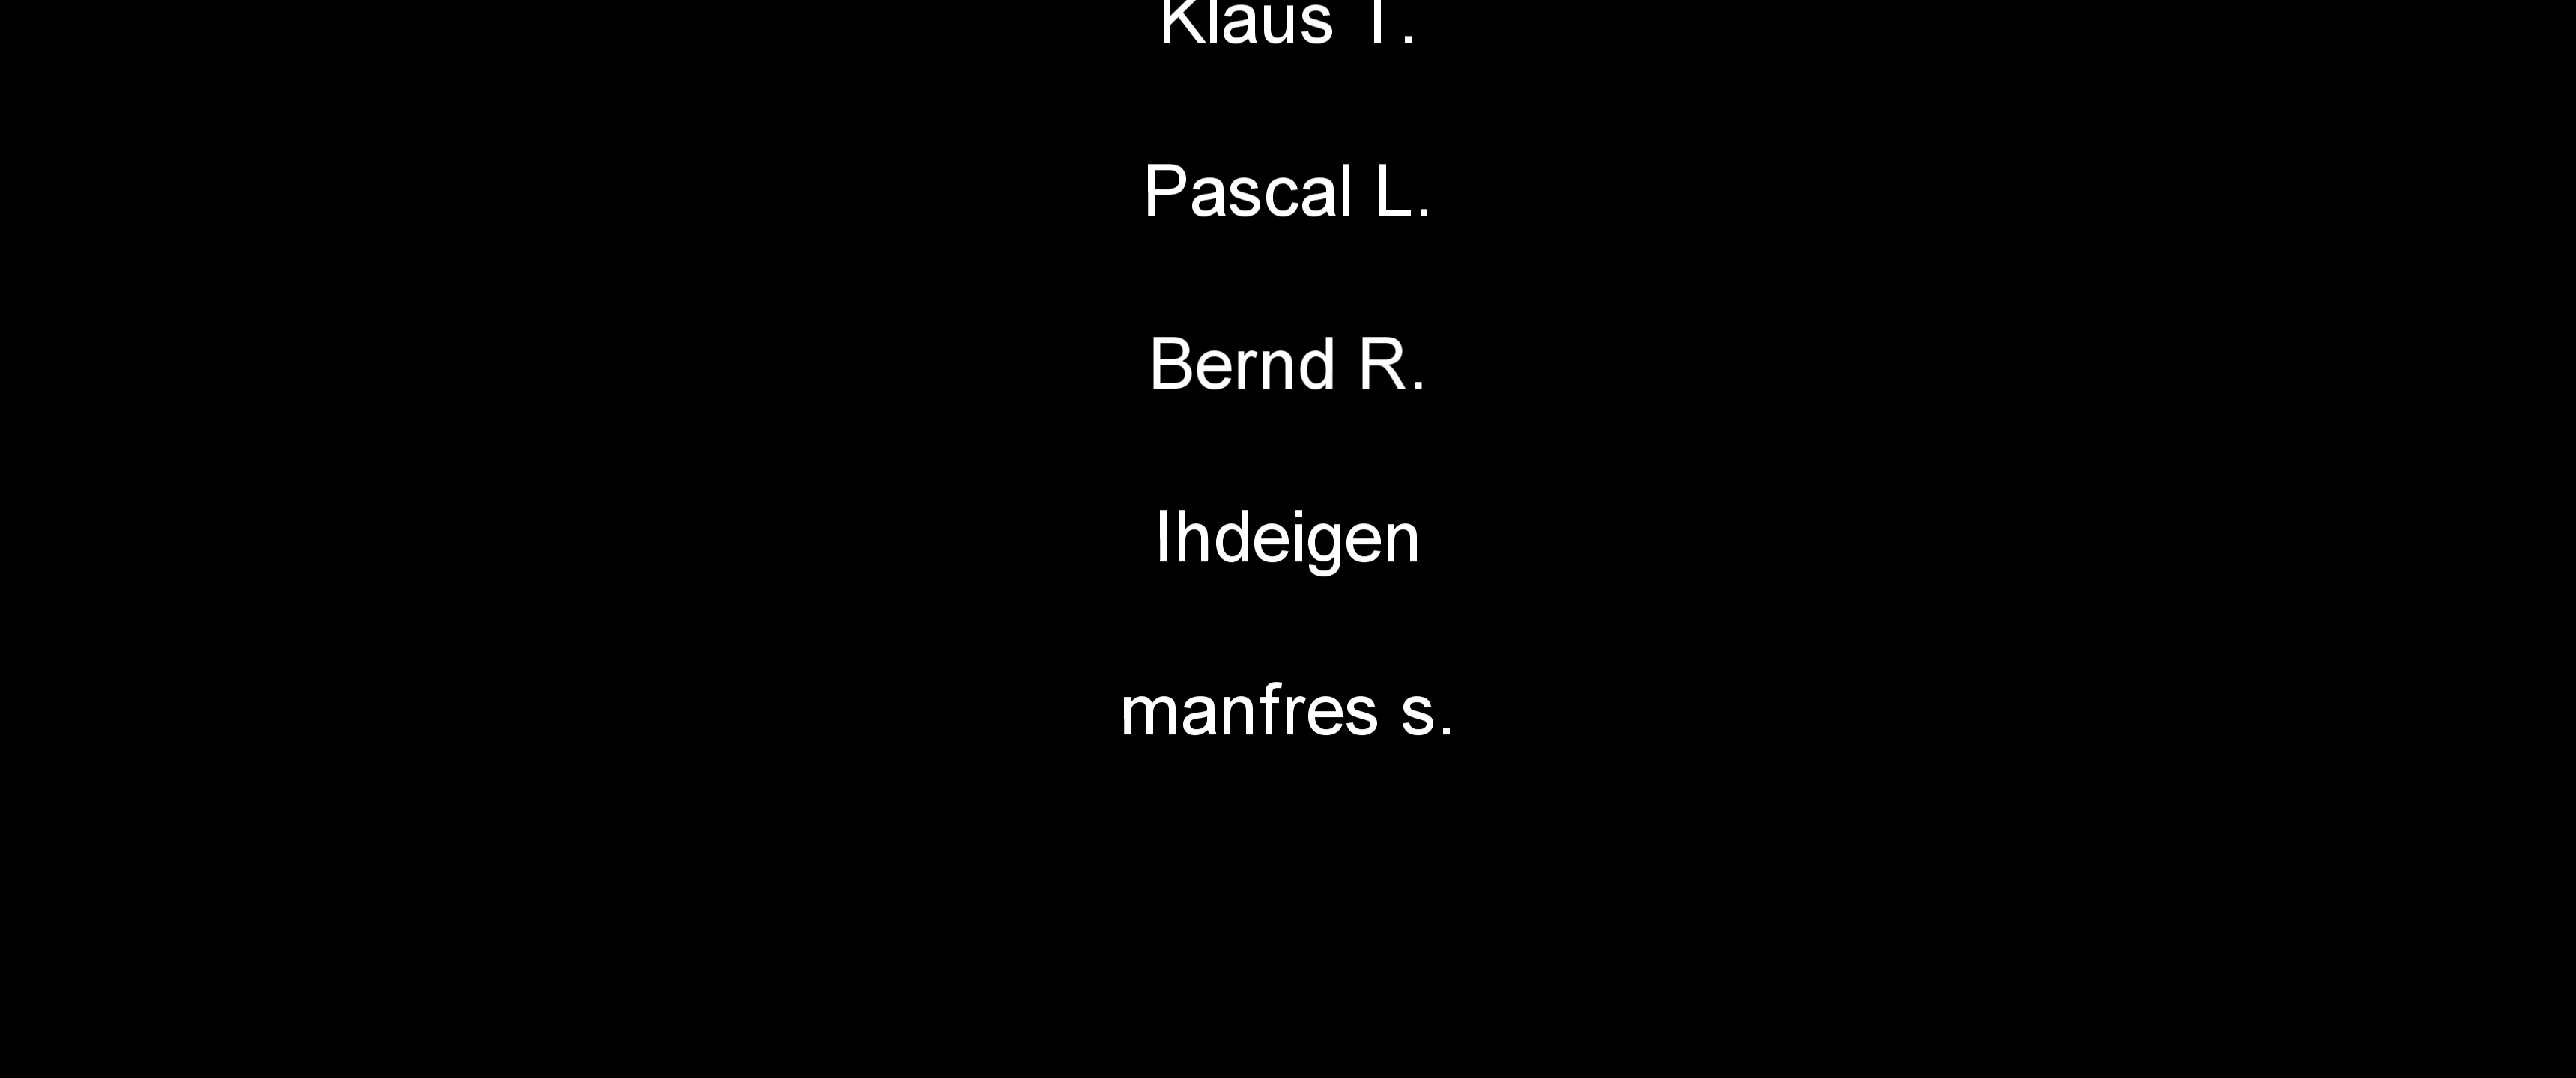 Klaus T.
Pascal L.
Bernd R.
Ihdeigen
manfres s.